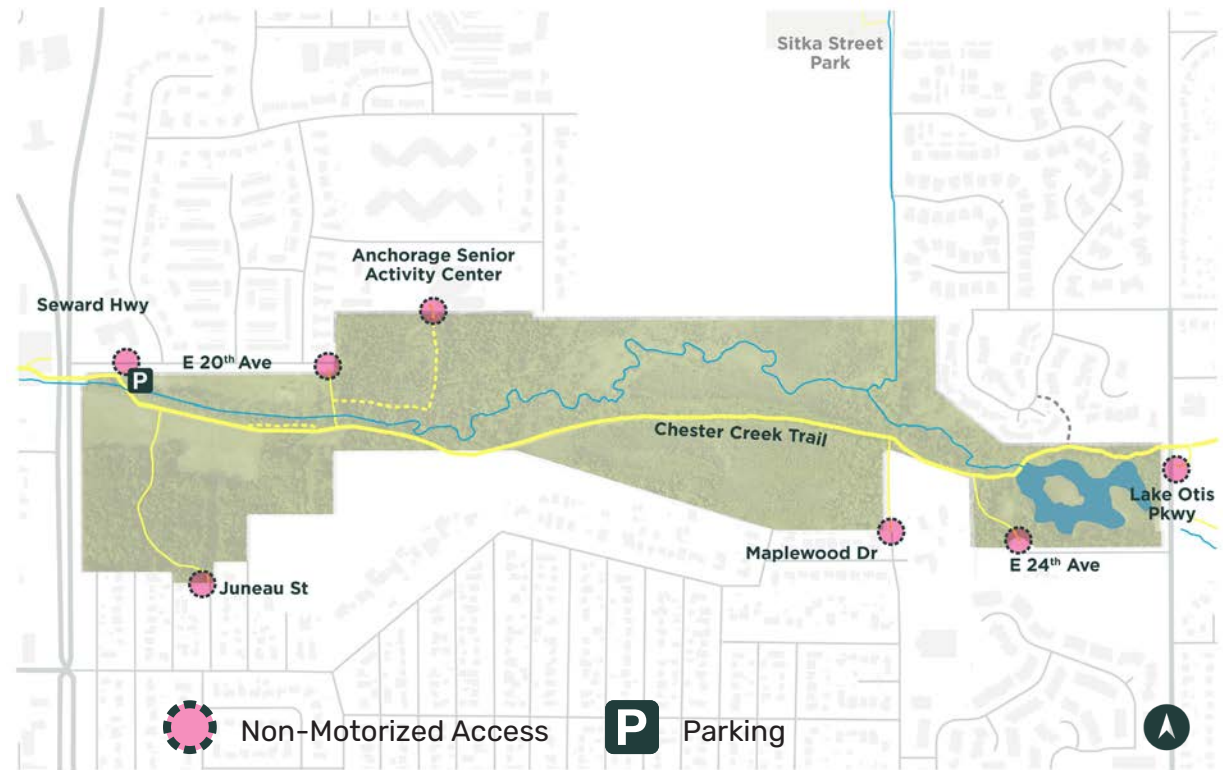 Sitka Street
Park
Anchorage Senior
Activity Center
Seward Hwy
E 20th Ave
P
Chester Creek Trail
Lake Otis
Pkwy
Maplewood Dr
E 24th Ave
Juneau St
Non-Motorized Access
P
Parking